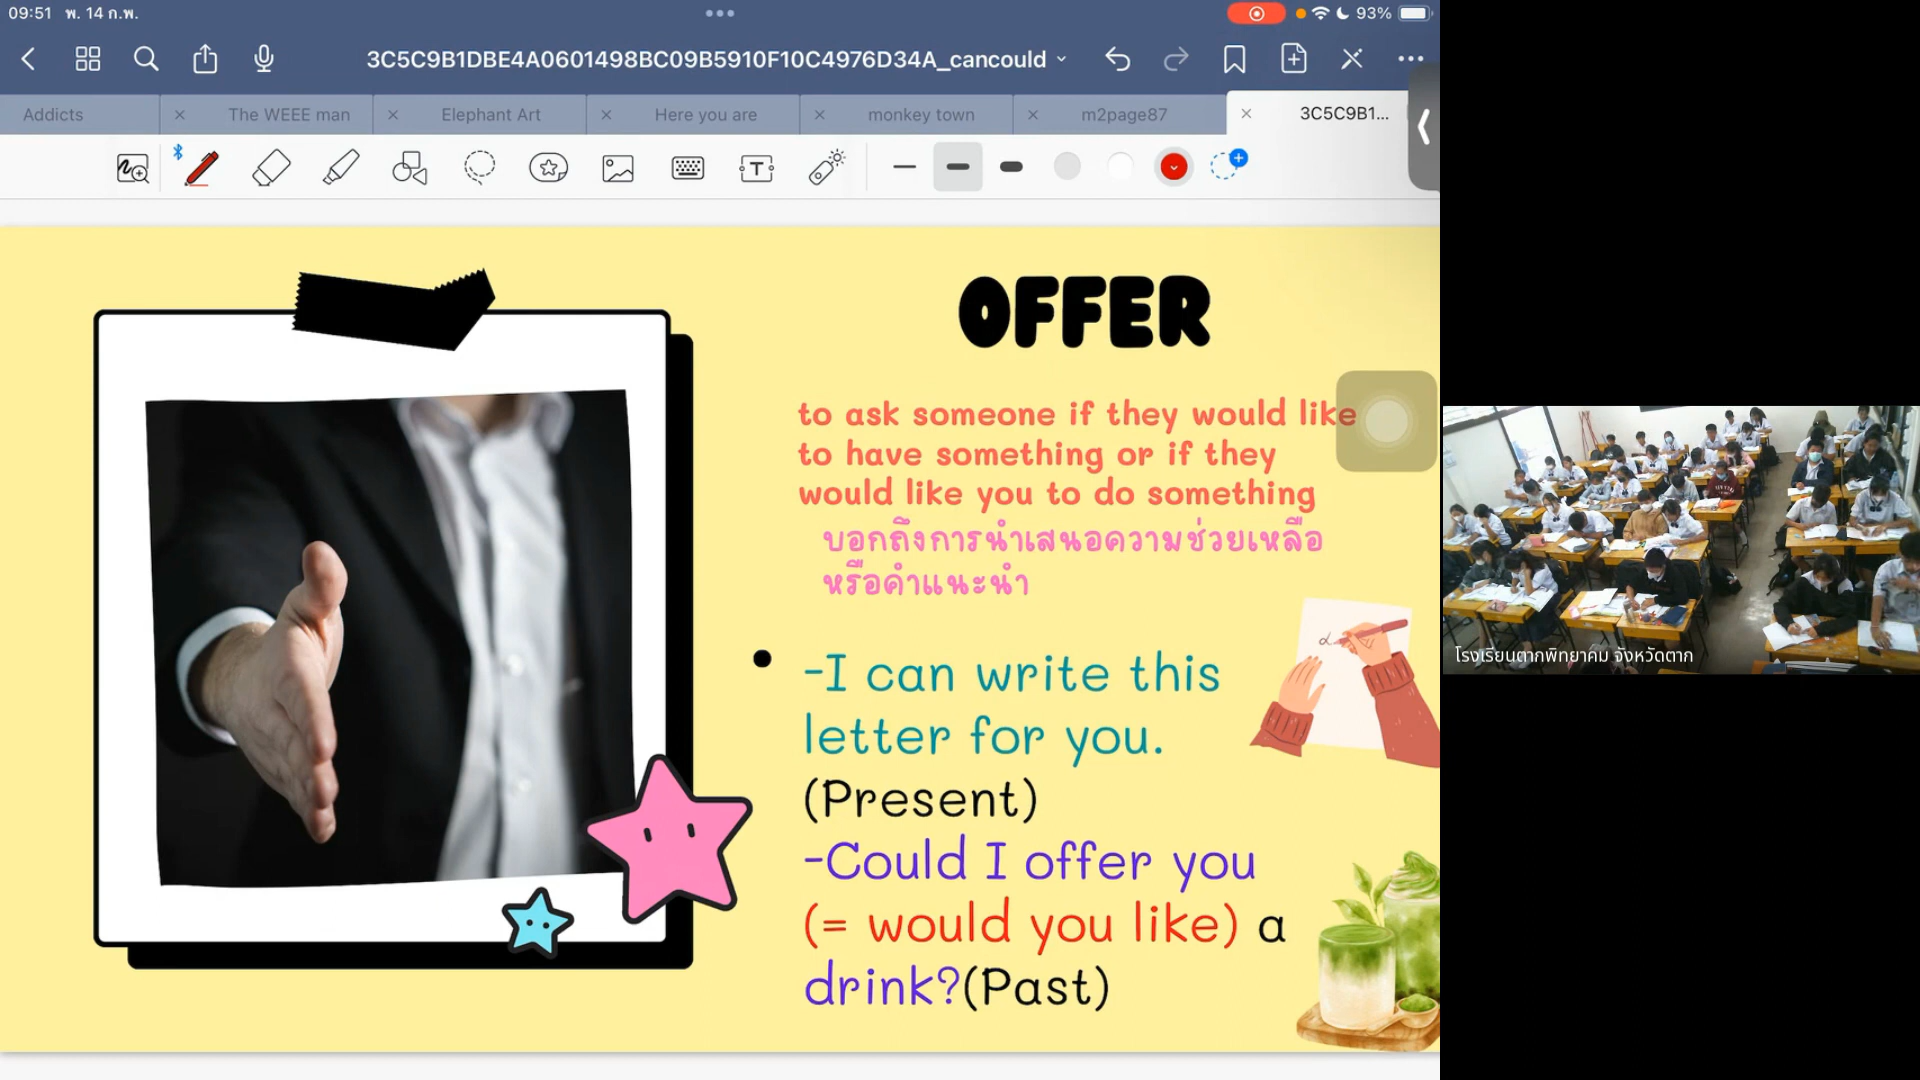 09:51 พ. 14 ก.พ.
93%
3C5C9B1DBE4A0601498BC09B5910F10C4976D34A_cancould
Addicts
The WEEE man
Elephant Art
Here you are
monkey town
m2page87
3C5C9B1...
OFFER
to ask someone if they would like
to have something or if they
would like you to do something
บอกถึงการนำเสนอความช่วยเหลือ
หรือคำแนะนำ
-I can write this
letter for you.
(Present)
-Could I offer you
(= would you like) a
drink?(Past)
โรงเรียนตากพิทยาคม จังหวัดตาก